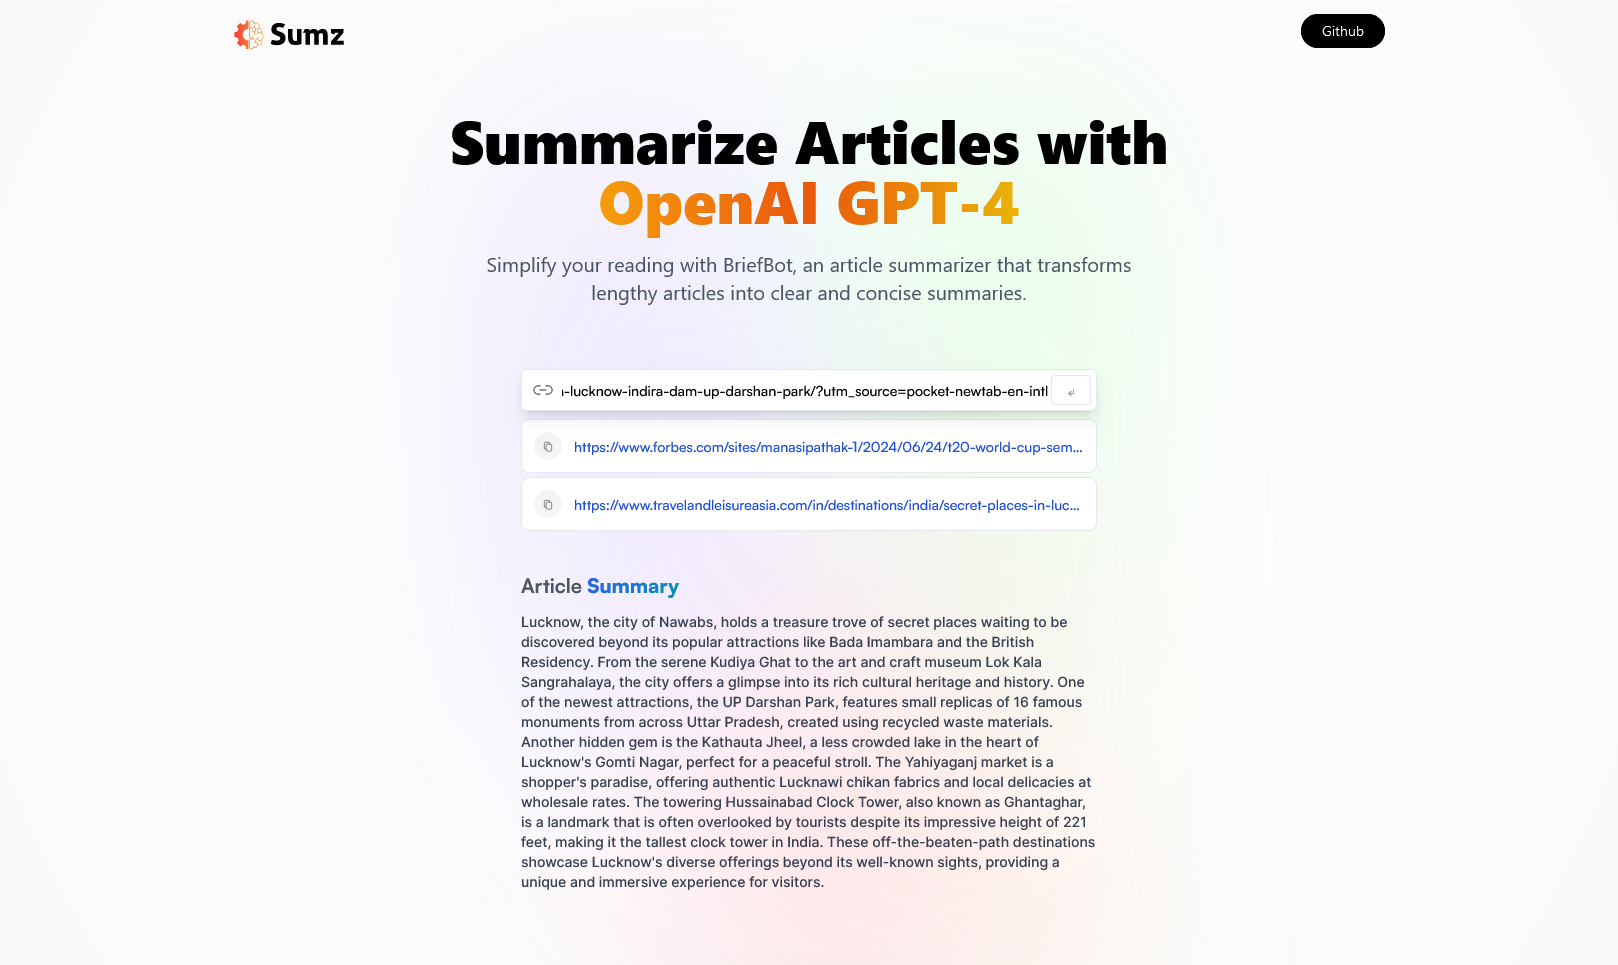 Sumz
Github
Summarize Articles with
OpenAI GPT-4
Simplify your reading with BriefBot, an article summarizer that transforms
lengthy articles into clear and concise summaries.
-lucknow-indira-dam-up-darshan-park/?utm_source=pocket-newtab-en-intl
https://www.forbes.com/sites/manasipathak-1/2024/06/24/t20-world-cup-sem...
https://www.travelandleisureasia.com/in/destinations/india/secret-places-in-luc...
Article Summary
Lucknow, the city of Nawabs, holds a treasure trove of secret places waiting to be
discovered beyond its popular attractions like Bada Imambara and the British
Residency. From the serene Kudiya Ghat to the art and craft museum Lok Kala
Sangrahalaya, the city offers a glimpse into its rich cultural heritage and history. One
of the newest attractions, the UP Darshan Park, features small replicas of 16 famous
monuments from across Uttar Pradesh, created using recycled waste materials.
Another hidden gem is the Kathauta Jheel, a less crowded lake in the heart of
Lucknow's Gomti Nagar, perfect for a peaceful stroll. The Yahiyaganj market is a
shopper's paradise, offering authentic Lucknawi chikan fabrics and local delicacies at
wholesale rates. The towering Hussainabad Clock Tower, also known as Ghantaghar,
is a landmark that is often overlooked by tourists despite its impressive height of 221
feet, making it the tallest clock tower in India. These off-the-beaten-path destinations
showcase Lucknow's diverse offerings beyond its well-known sights, providing a
unique and immersive experience for visitors.